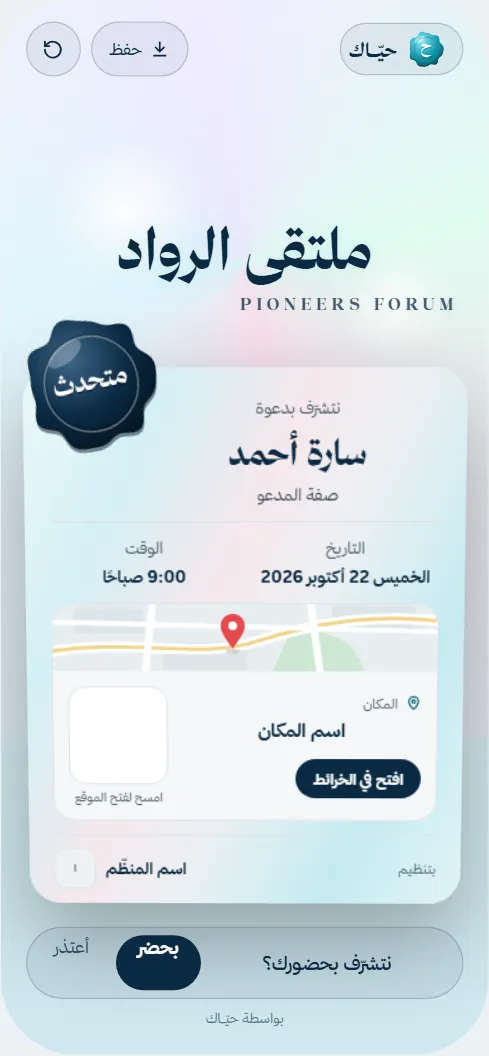 حيّاك
ح
حفظ
ملتقى الرواد
PIONEERS FORUM
متحدث
نتشرّف بدعوة
سارة أحمد
صفة المدعو
التاريخ
الوقت
الخميس 22 أكتوبر 2026
9:00 صباحًا
المكان
اسم المكان
افتح في الخرائط
امسح لفتح الموقع
بتنظيم
اسم المنظّم
ا
نتشرّف بحضورك؟
بحضر
أعتذر
بواسطة حيّاك